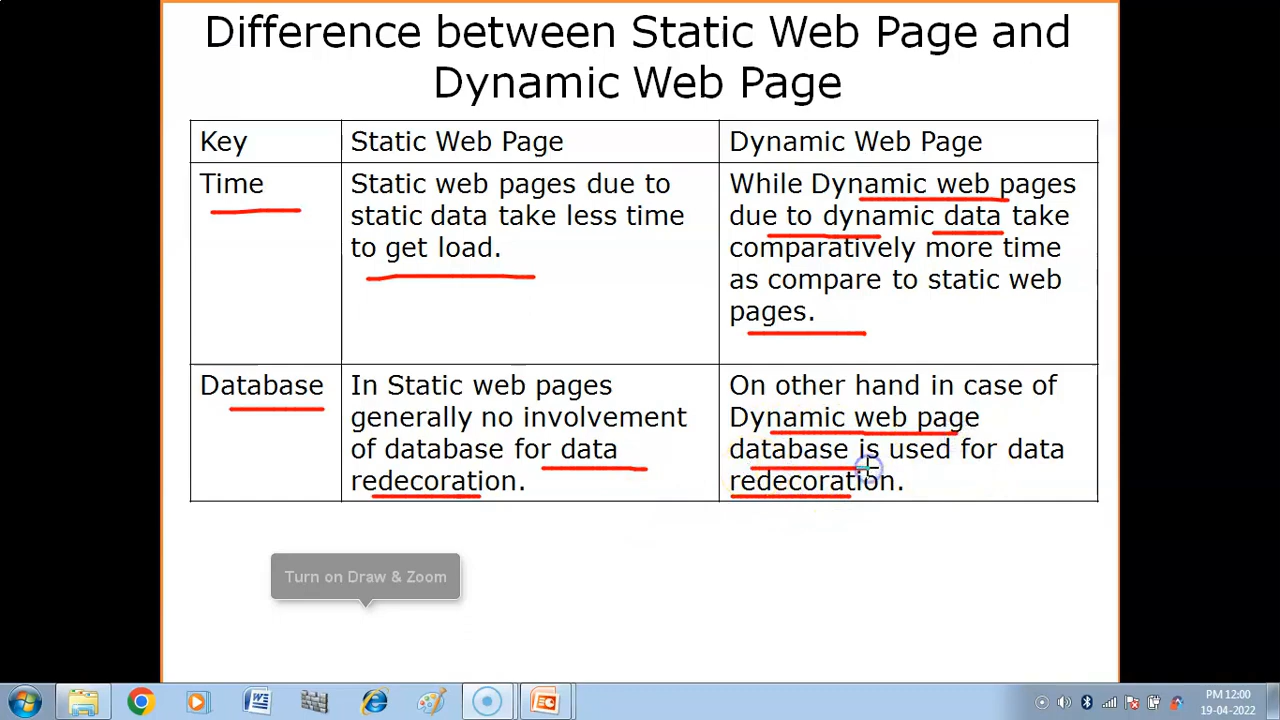 Difference between Static Web Page and
Dynamic Web Page
Key
Static Web Page
Dynamic Web Page
Time
Static web pages due to
static data take less time
to get load.
While Dynamic web pages
due to dynamic data take
comparatively more time
as compare to static web
pages.
Database
In Static web pages
generally no involvement
of database for data
redecoration.
On other hand in case of
Dynamic web page
database is used for data
redecoration.
Turn on Draw & Zoom
PM 12:00
19-04-2022